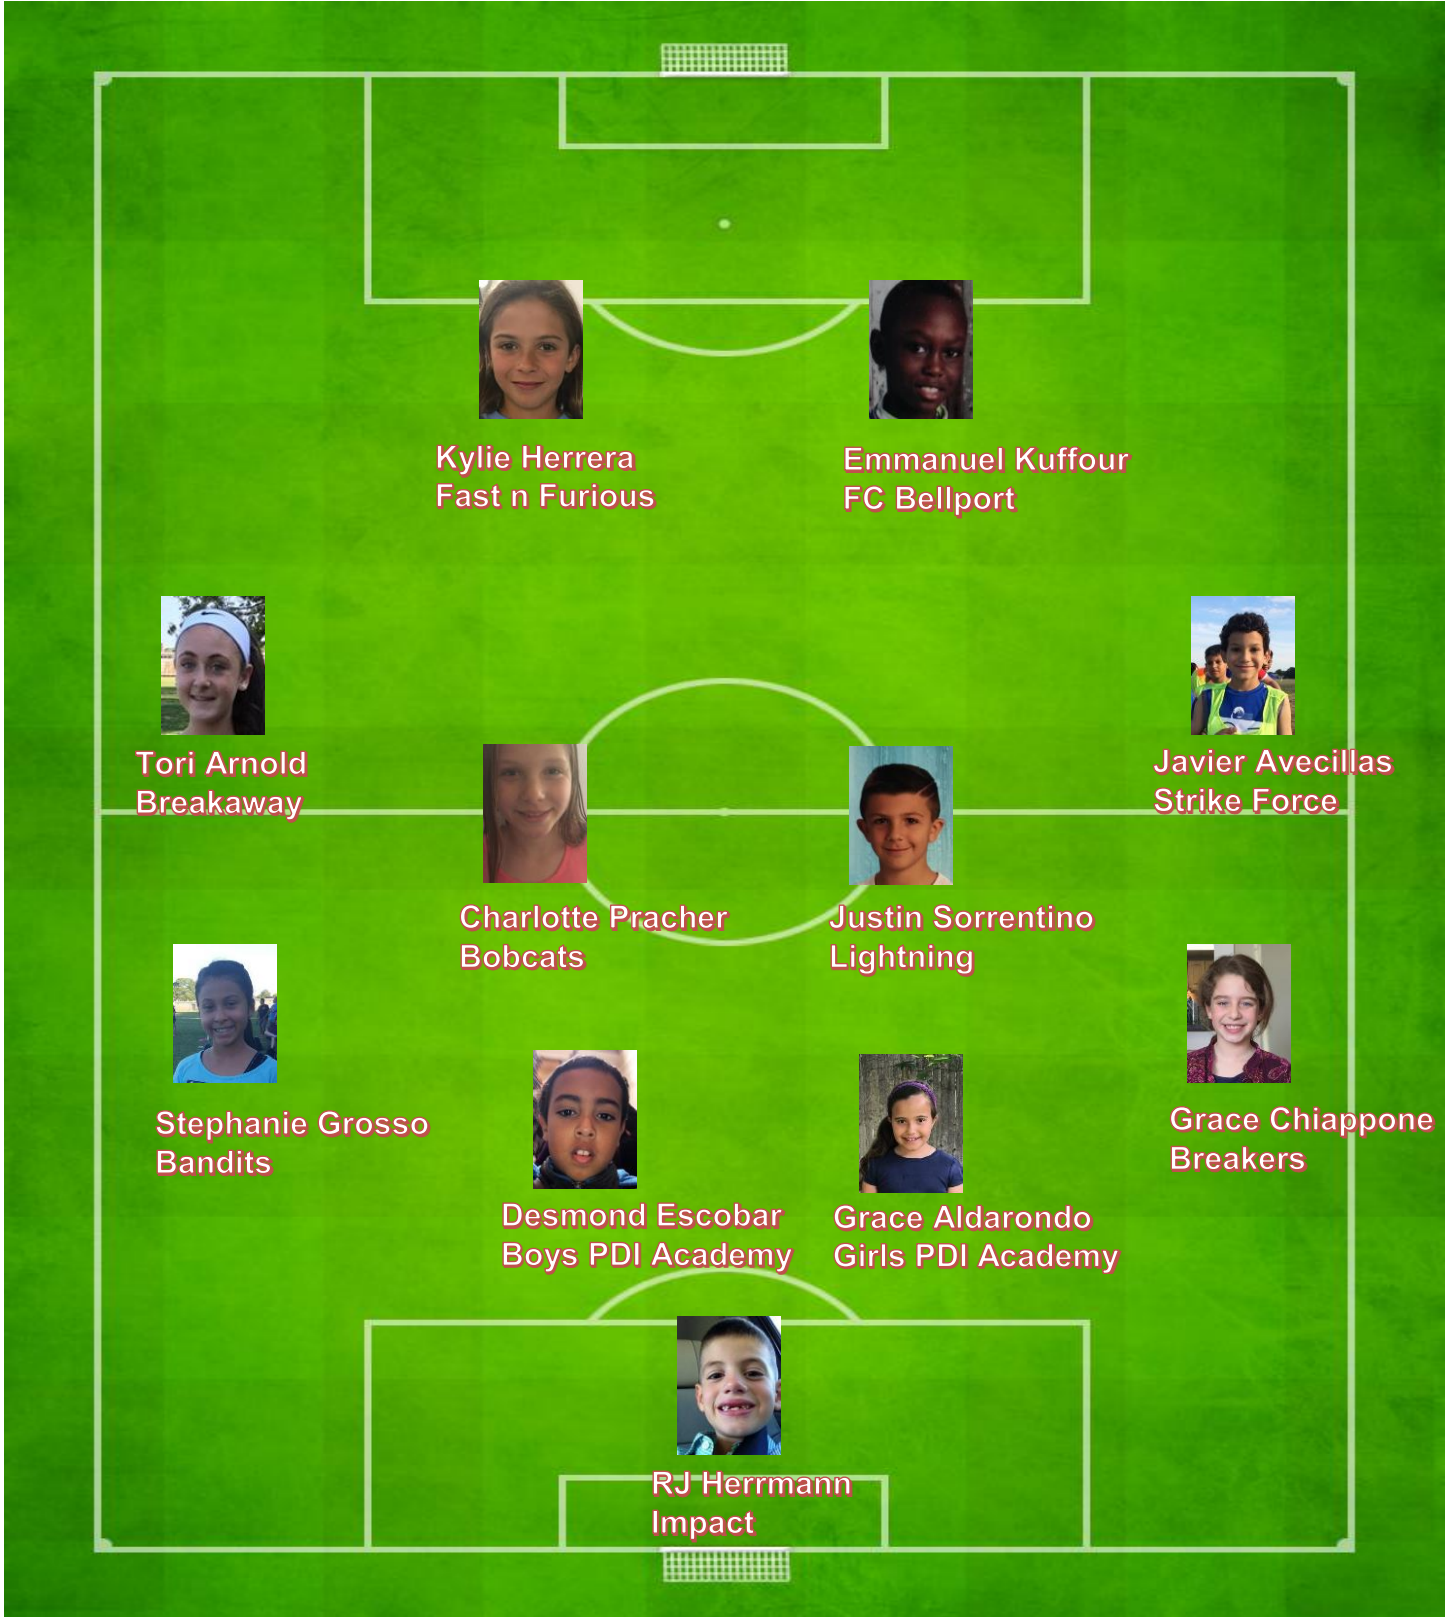 Kylie Herrera
Fast n Furious
Emmanuel Kuffour
FC Bellport
Tori Arnold
Breakaway
Javier Avecillas
Strike Force
Charlotte Pracher
Bobcats
Justin Sorrentino
Lightning
Stephanie Grosso
Bandits
Grace Chiappone
Breakers
Desmond Escobar
Boys PDI Academy
Grace Aldarondo
Girls PDI Academy
RJ Herrmann
Impact